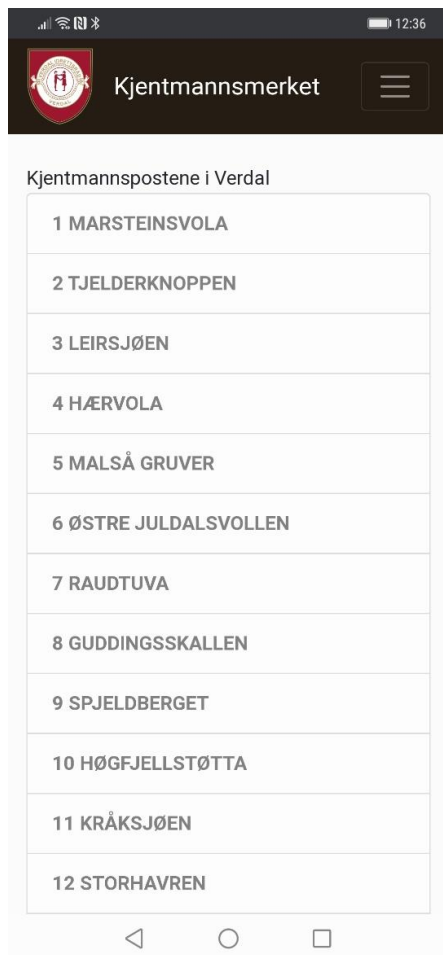 12:36
Kjentmannsmerket
VERDAL
Kjentmannspostene i Verdal
1 MARSTEINSVOLA
2 TJELDERKNOPPEN
3 LEIRSJØEN
4 HÆRVOLA
5 MALSÅ GRUVER
6 ØSTRE JULDALSVOLLEN
7 RAUDTUVA
8 GUDDINGSSKALLEN
9 SPJELDBERGET
10 HØGFJELLSTØTTA
11 KRÅKSJØEN
12 STORHAVREN